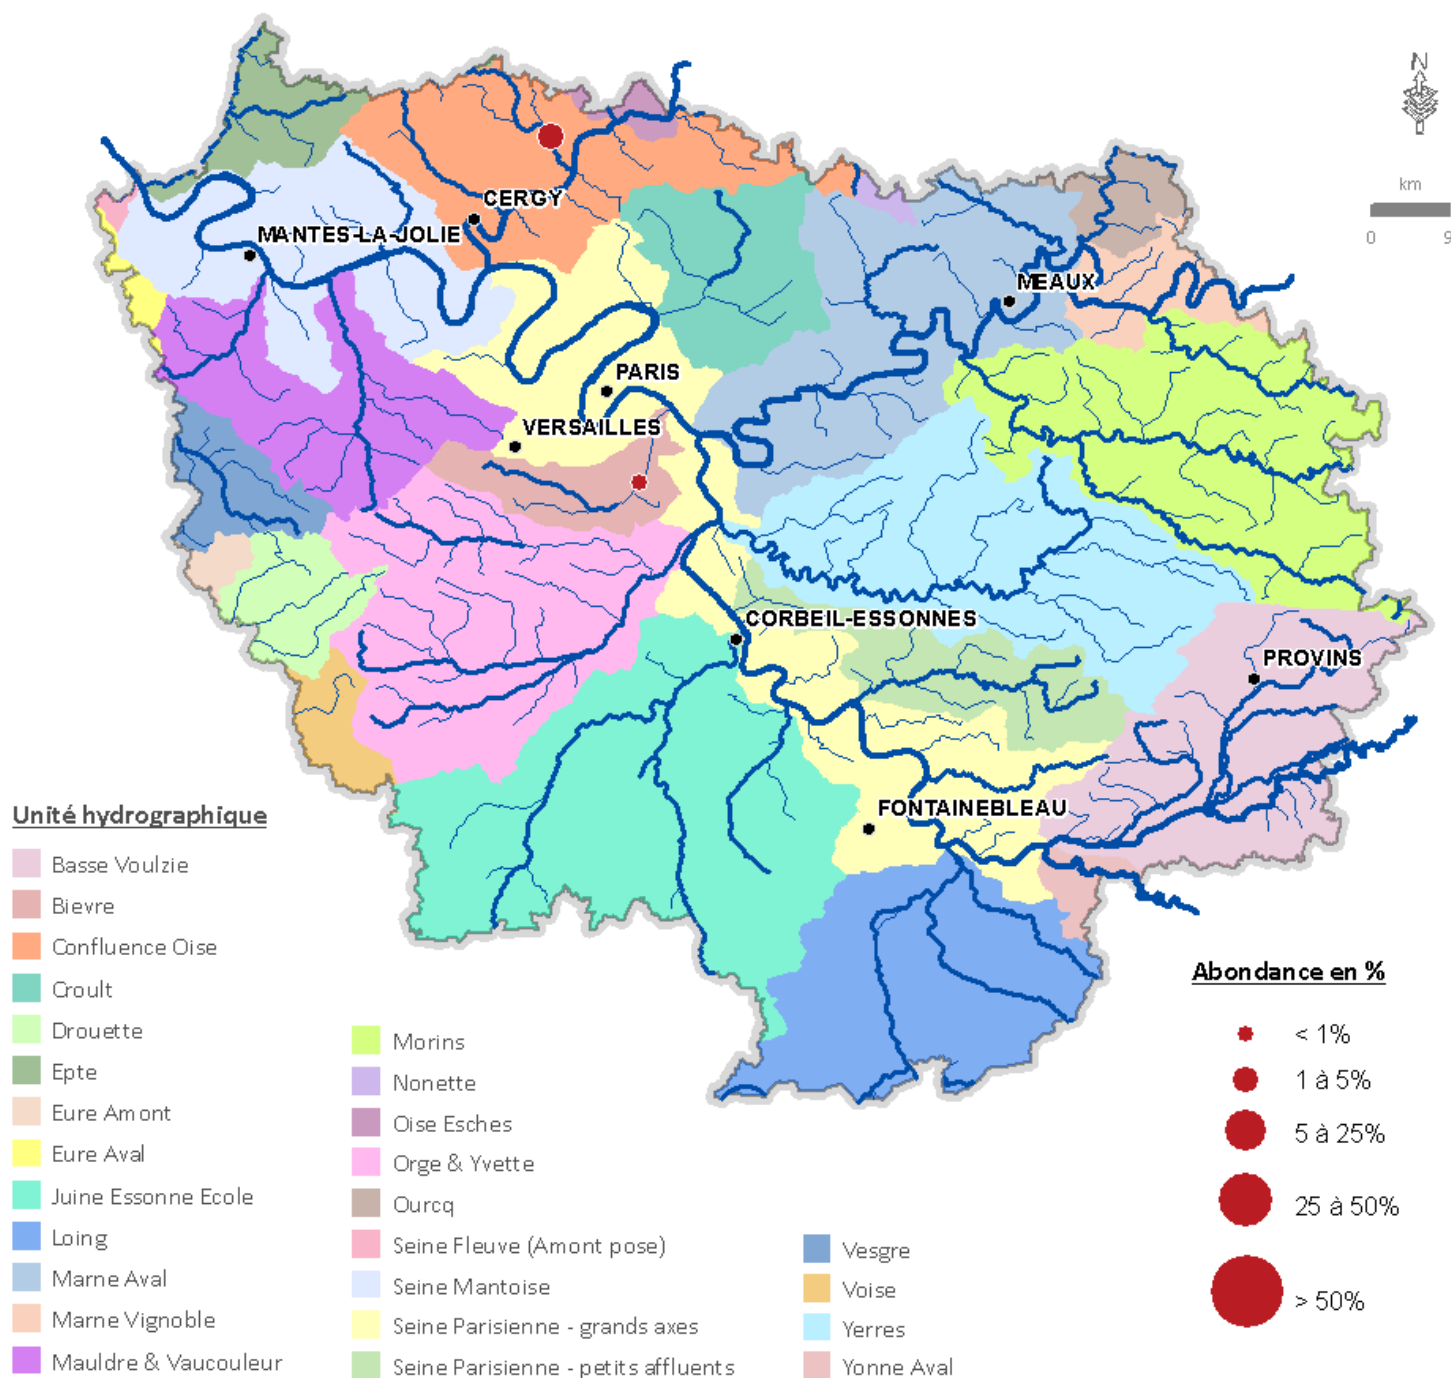 N
km
0 9
CERGY
MANTES-LA-JOLIE
MEAUX
PARIS
VERSAILLES
CORBEIL-ESSONNES
PROVINS
FONTAINEBLEAU
Unité hydrographique
Basse Voulzie
Bievre
Confluence Oise
Croult
Drouette
Epte
Eure Amont
Eure Aval
Juine Essonne Ecole
Loing
Marne Aval
Marne Vignoble
Mauldre & Vaucouleur
Morins
Nonette
Oise Esches
Orge & Yvette
Ourcq
Seine Fleuve (Amont pose)
Seine Mantoise
Seine Parisienne - grands axes
Seine Parisienne - petits affluents
Vesgre
Voise
Yerres
Yonne Aval
Abondance en %
< 1%
1 à 5%
5 à 25%
25 à 50%
> 50%